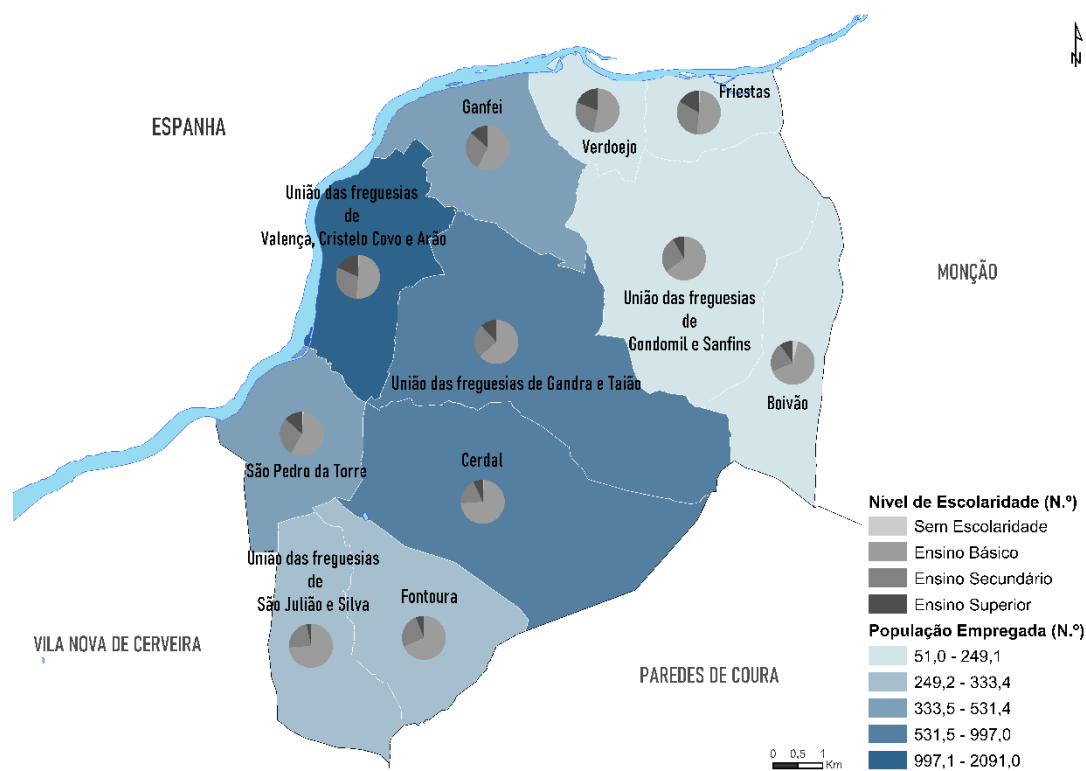 N
ESPANHA
Ganfei
Friestas
Verdoejo
União das freguesias
de
Valença, Cristelo Covo e Arão
MONÇÃO
União das freguesias
de
Gondomil e Sanfins
União das freguesias de Gandra e Taião
Boivão
São Pedro da Torre
Cerdal
União das freguesias
de
São Julião e Silva
Fontoura
VILA NOVA DE CERVEIRA
PAREDES DE COURA
0 0,5 1
Km
Nível de Escolaridade (N.º)
Sem Escolaridade
Ensino Básico
Ensino Secundário
Ensino Superior
População Empregada (N.º)
51,0 - 249,1
249,2 - 333,4
333,5 - 531,4
531,5 - 997,0
997,1 - 2091,0